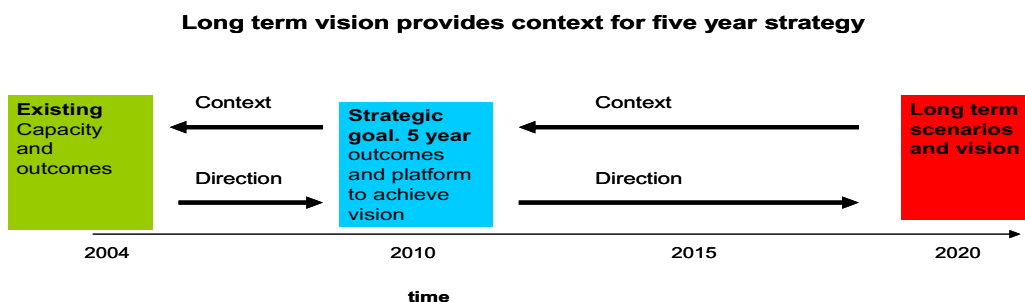 Long term vision provides context for five year strategy
Existing
Capacity
and
outcomes
Context
Direction
Strategic
goal. 5 year
outcomes
and platform
to achieve
vision
Context
Direction
Long term
scenarios
and vision
2004
2010
2015
2020
time